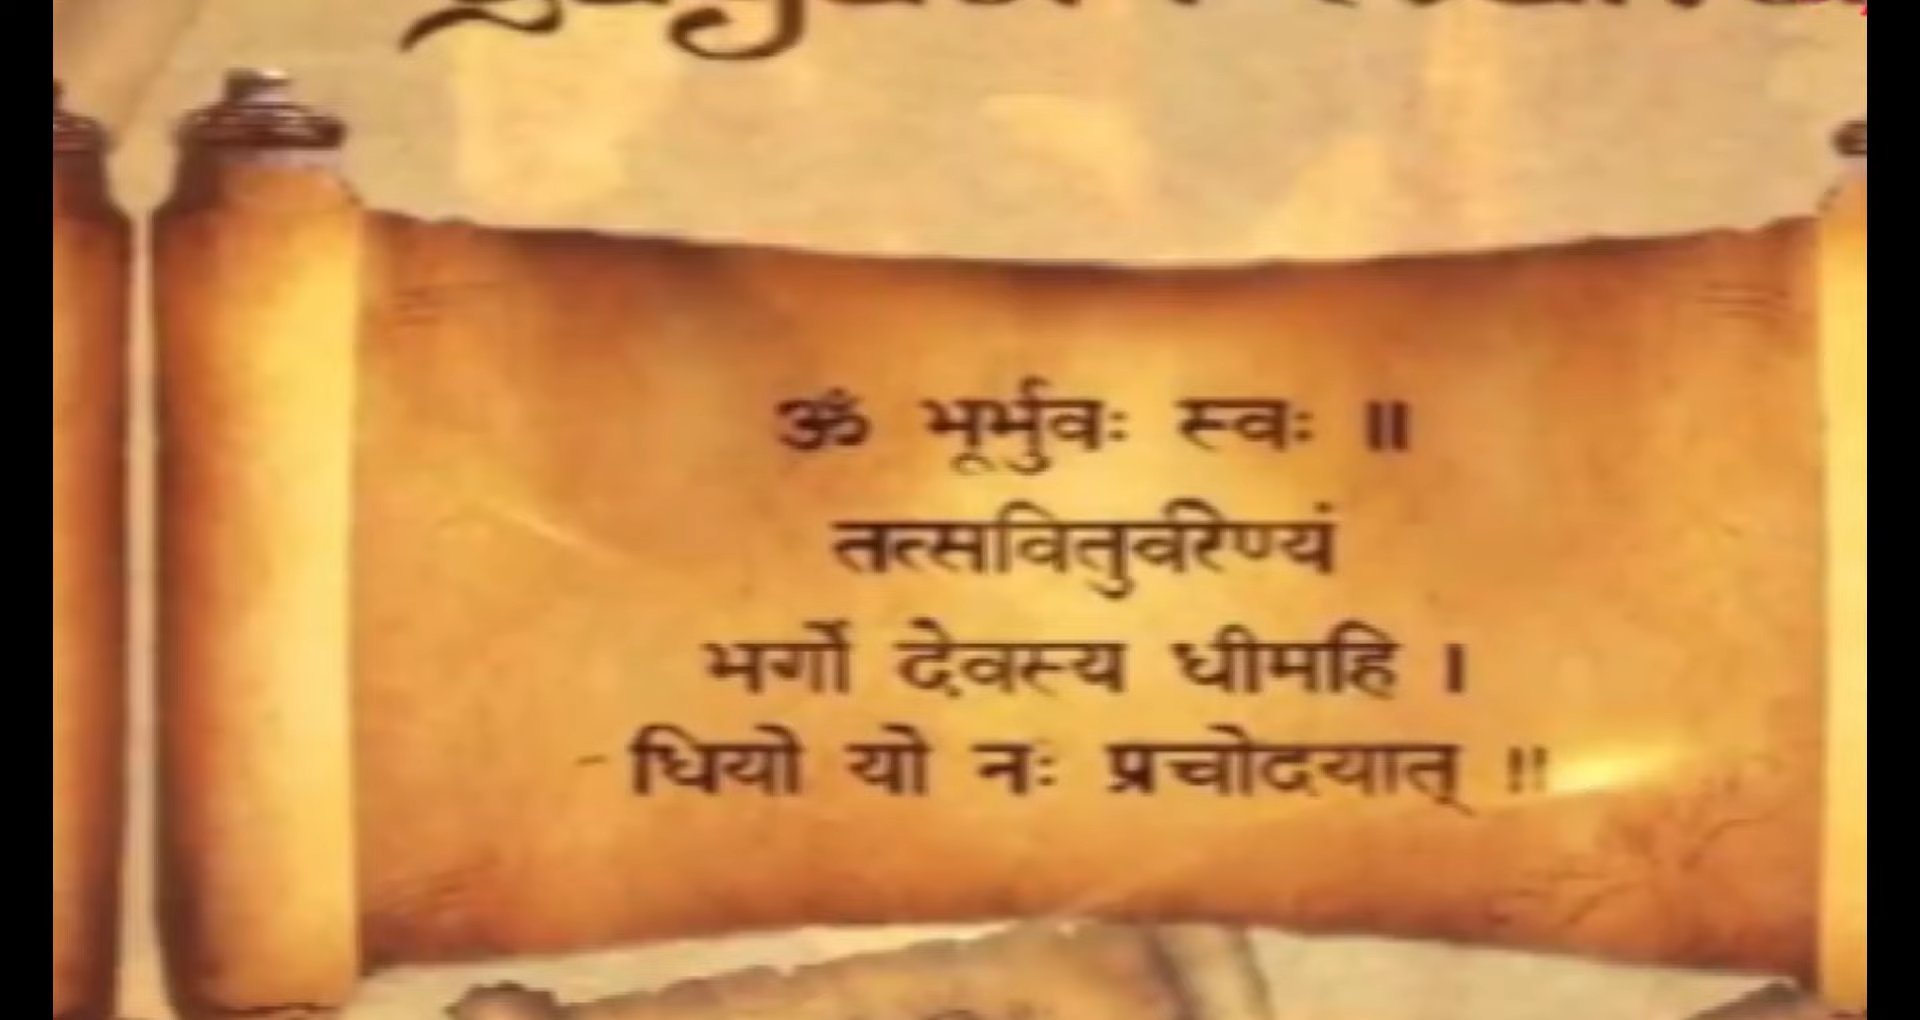 ॐ भूर्भुवः स्वः ॥
तत्सवितुर्वरेण्यं
भर्गो देवस्य धीमहि ।
- धियो यो नः प्रचोदयात् !!